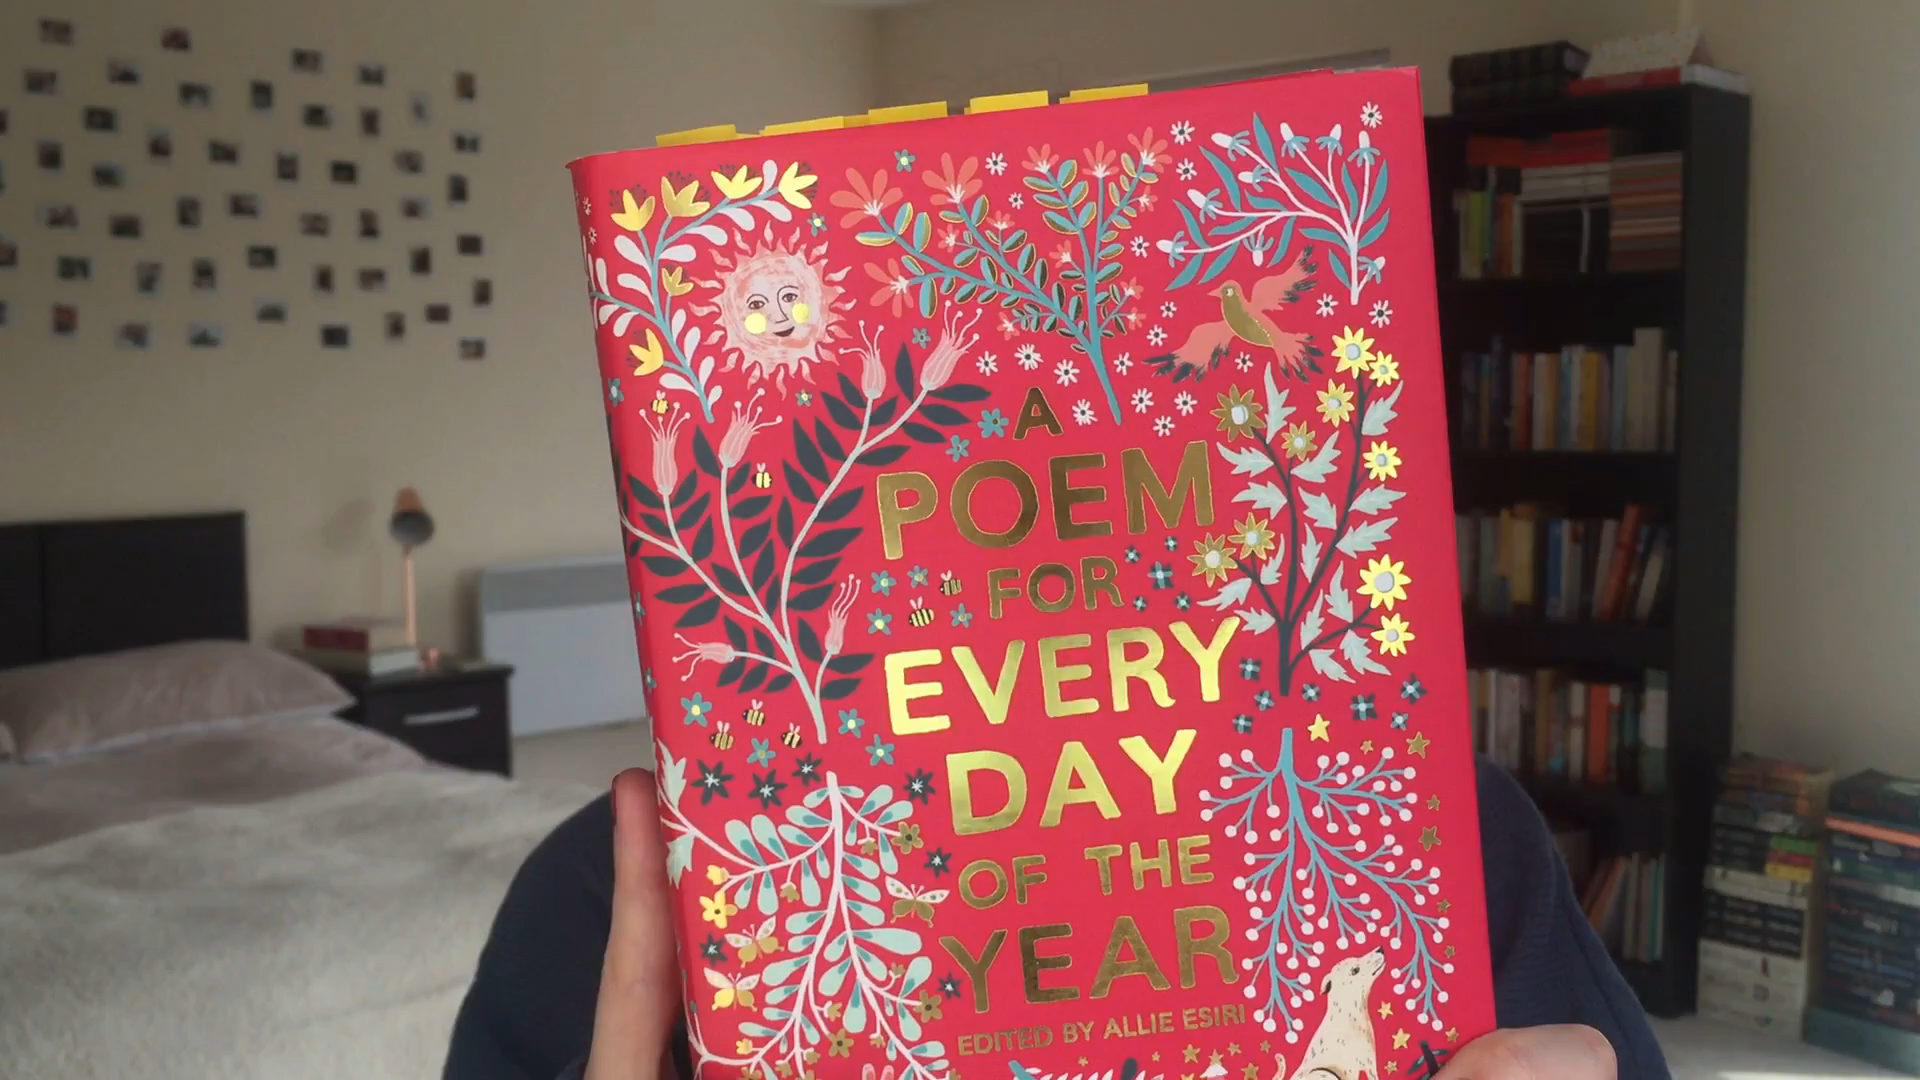 A
POEM
FOR
EVERY
DAY
OF THE
YEAR
EDITED BY ALLIE ESIRI